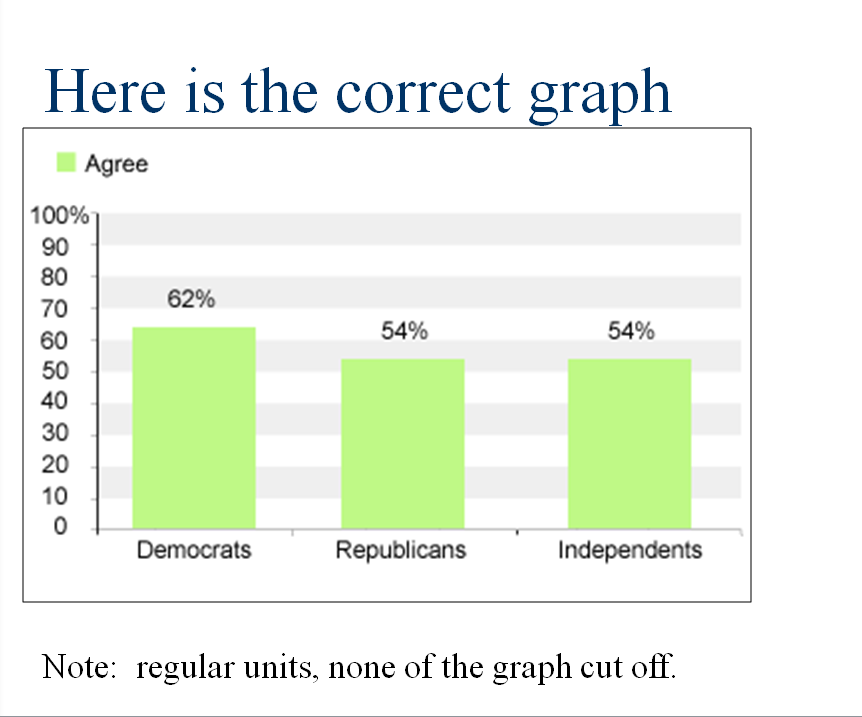 Here is the correct graph
Agree
100%
90
80
70
60
50
40
30
20
10
0
62%
54%
54%
Democrats
Republicans
Independents
Note: regular units, none of the graph cut off.